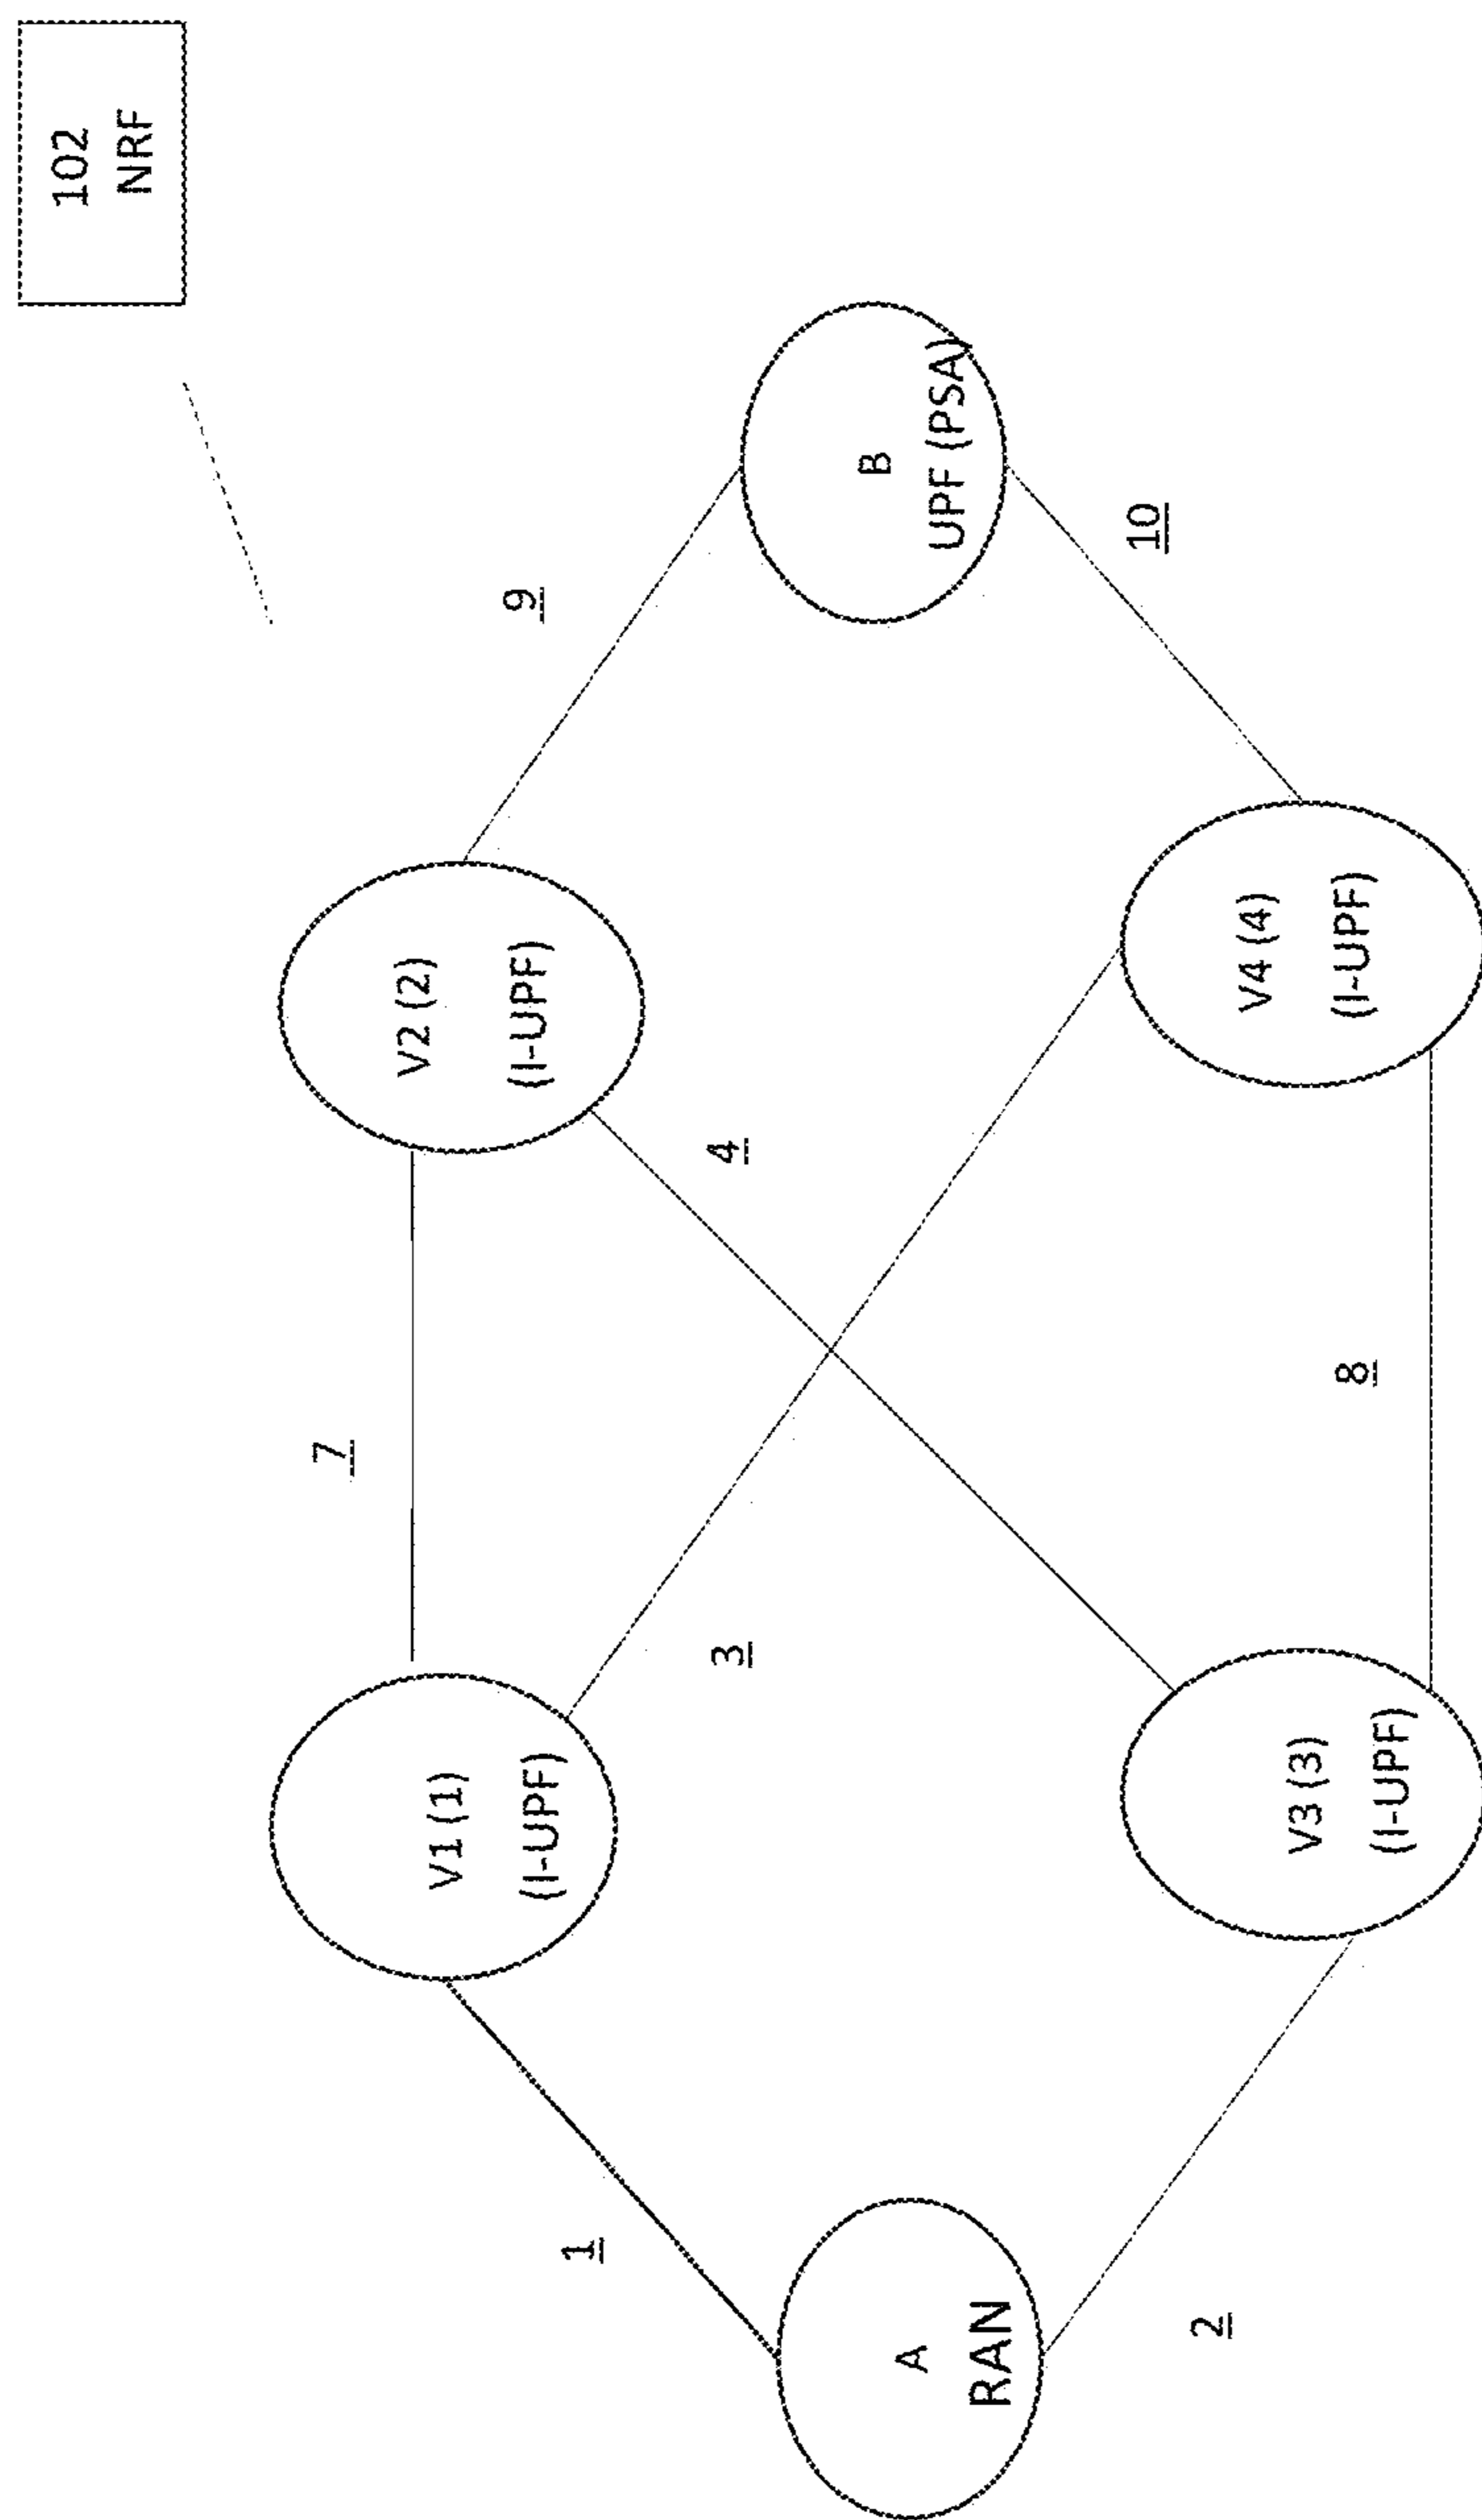 102
NRF
7
9
V1 (1)
(I-UPF)
V2 (2)
(I-UPF)
1
3
4
A
RAN
B
UPF (PSA)
10
2
8
V3 (3)
(I-UPF)
V4 (4)
(I-UPF)